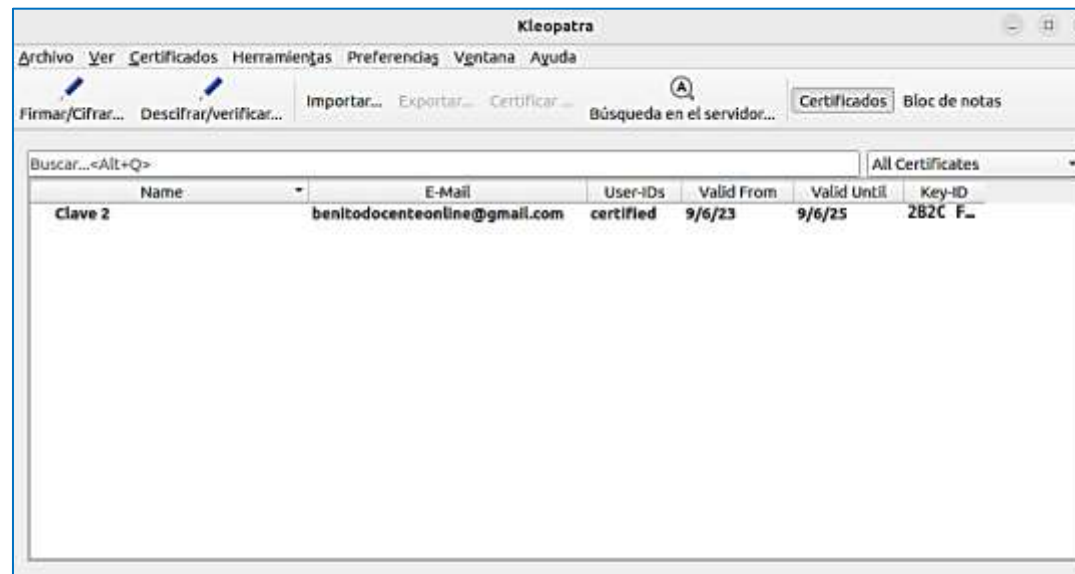 Kleopatra
Archivo Ver Certificados Herramientas Preferencias Ventana Ayuda
Firmar/Cifrar... Descifrar/verificar... Importar... Exportar... Certificar... Búsqueda en el servidor... Certificados Bloc de notas
Buscar...<Alt+Q> All Certificates
Name E-Mail User-IDs Valid From Valid Until Key-ID
Clave 2 benitodocenteonline@gmail.com certified 9/6/23 9/6/25 2B2C F...